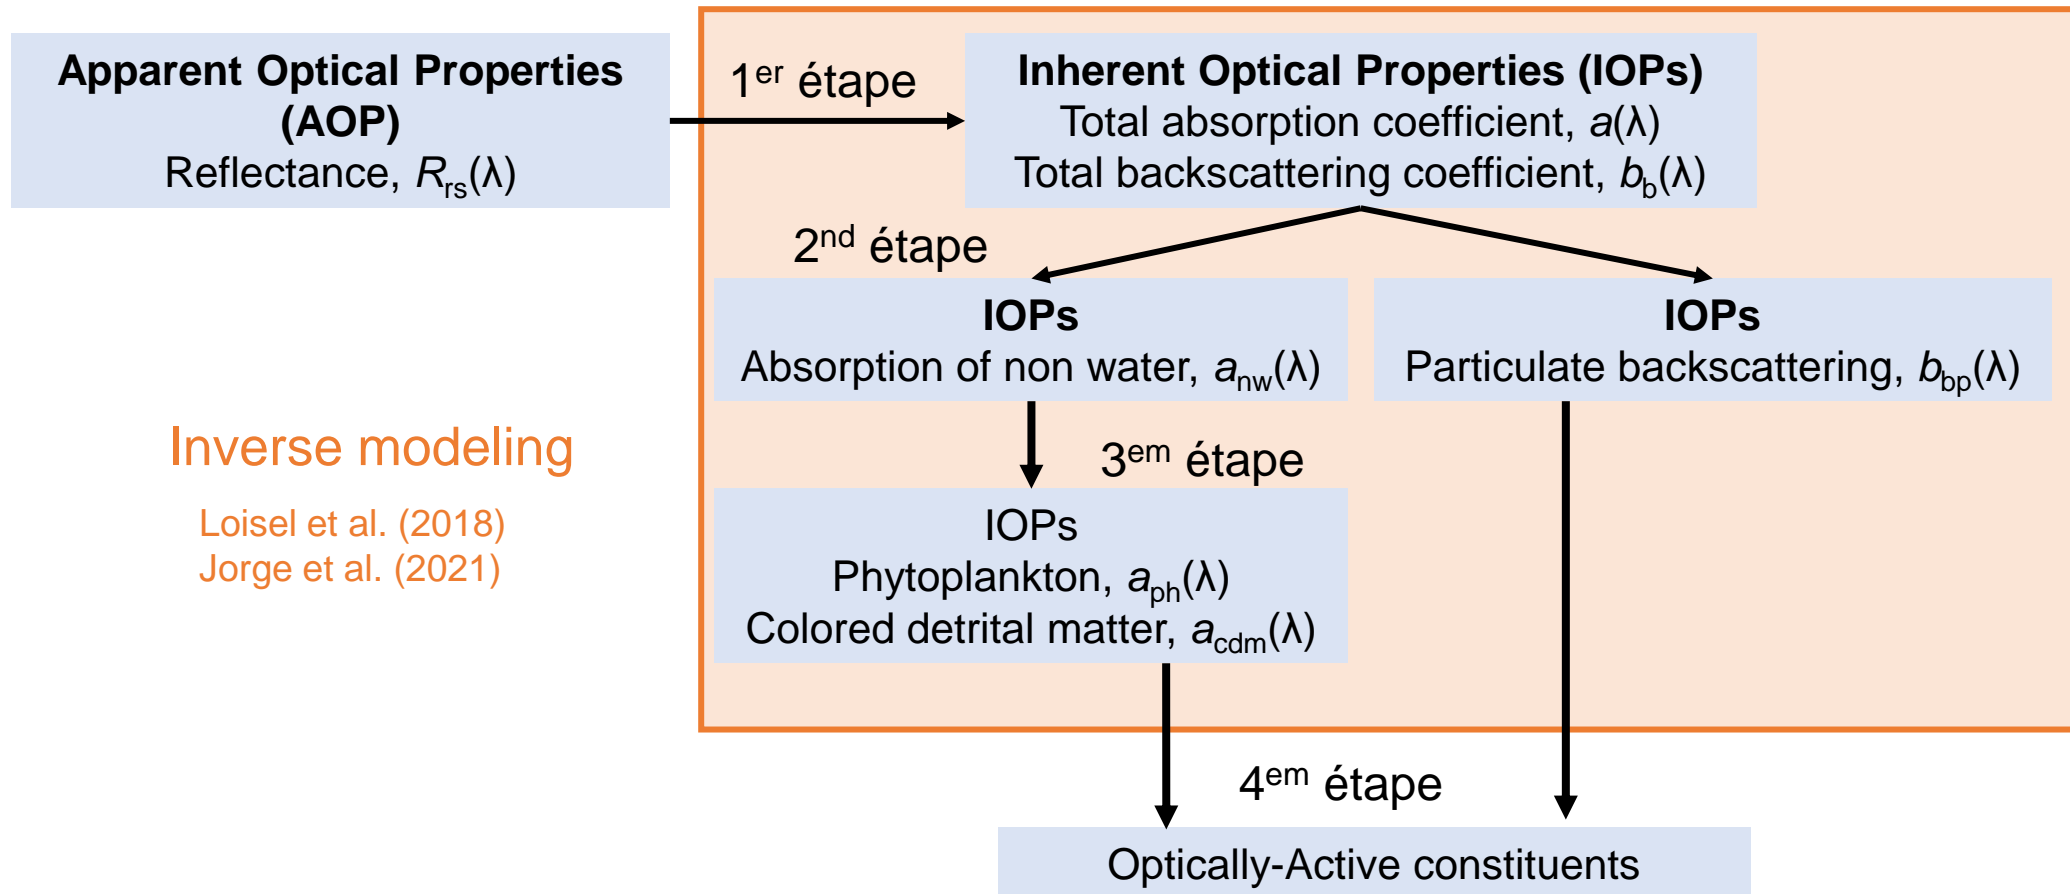 Apparent Optical Properties
(AOP)
Reflectance, Rrs(λ)
1er étape
Inherent Optical Properties (IOPs)
Total absorption coefficient, a(λ)
Total backscattering coefficient, bb(λ)
2nd étape
IOPs
Absorption of non water, anw(λ)
IOPs
Particulate backscattering, bbp(λ)
Inverse modeling
Loisel et al. (2018)
Jorge et al. (2021)
3em étape
IOPs
Phytoplankton, aph(λ)
Colored detrital matter, acdm(λ)
4em étape
Optically-Active constituents